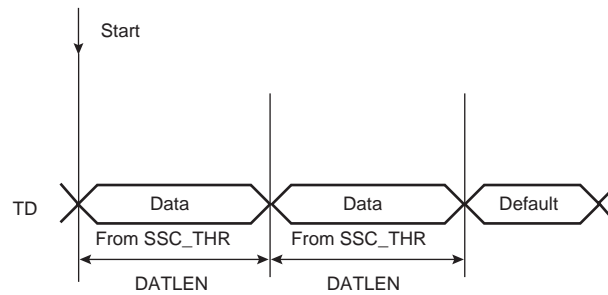 Start
TD
Data
Data
Default
From SSC_THR
From SSC_THR
DATLEN
DATLEN